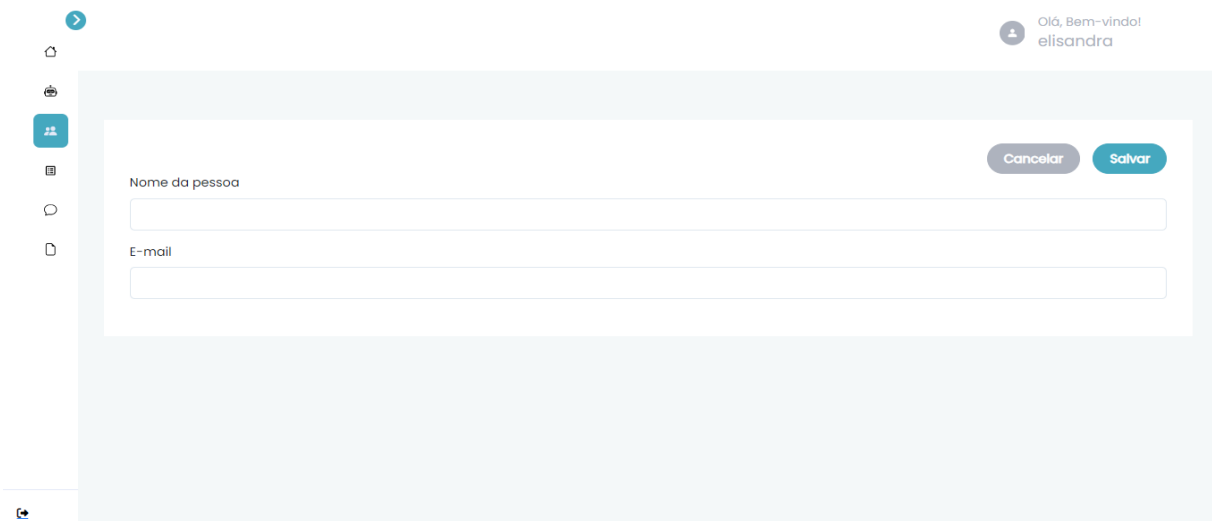 Olá, Bem-vindo!
elisandra
Cancelar
Salvar
Nome da pessoa
E-mail